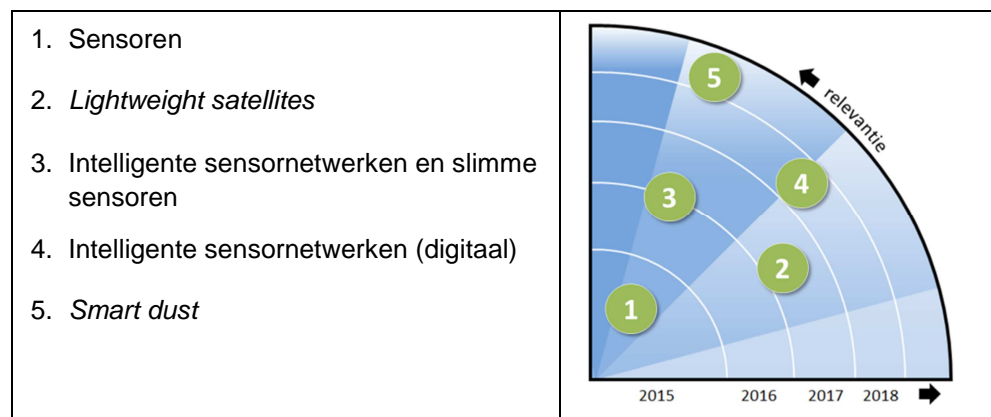 1. Sensoren
2. Lightweight satellites
3. Intelligente sensornetwerken en slimme
sensoren
4. Intelligente sensornetwerken (digitaal)
5. Smart dust
5
relevantie
4
3
2
1
2015 2016 2017 2018